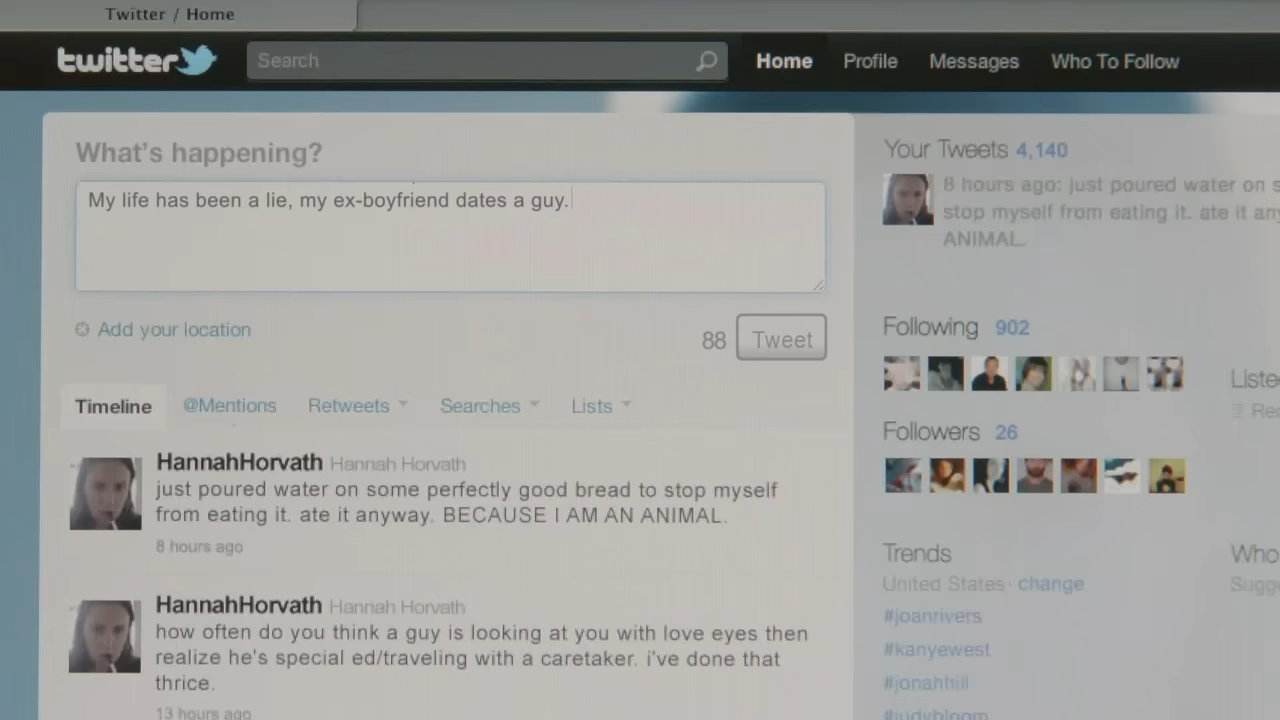 Twitter / Home
twitter
Search
Home
Profile
Messages
Who To Follow
What's happening?
My life has been a lie, my ex-boyfriend dates a guy.
Add your location
88
Tweet
Timeline
@Mentions
Retweets
Searches
Lists
HannahHorvath Hannah Horvath
just poured water on some perfectly good bread to stop myself
from eating it. ate it anyway. BECAUSE I AM AN ANIMAL.
8 hours ago
HannahHorvath Hannah Horvath
how often do you think a guy is looking at you with love eyes then
realize he's special ed/traveling with a caretaker. i've done that
thrice.
13 hours ago
Your Tweets 4,140
8 hours ago: just poured water on s
stop myself from eating it. ate it any
ANIMAL.
Following 902
Followers 26
Trends
United States · change
#joanrivers
#kanyewest
#jonahhill
#judybloom
Liste
Rec
Who
Sugge